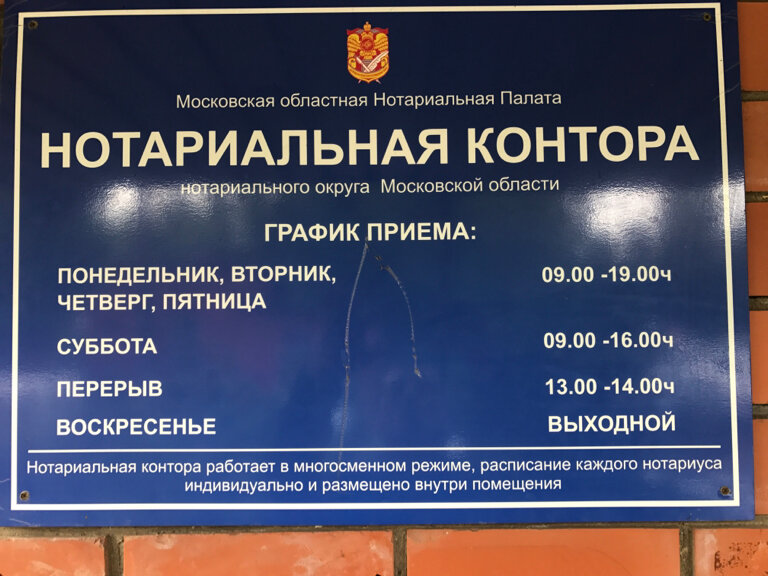 Московская областная Нотариальная Палата
НОТАРИАЛЬНАЯ КОНТОРА
нотариального округа Московской области
ГРАФИК ПРИЕМА:
ПОНЕДЕЛЬНИК, ВТОРНИК, 09.00 -19.00ч
ЧЕТВЕРГ, ПЯТНИЦА
СУББОТА 09.00 -16.00ч
ПЕРЕРЫВ 13.00 -14.00ч
ВОСКРЕСЕНЬЕ ВЫХОДНОЙ
Нотариальная контора работает в многосменном режиме, расписание каждого нотариуса
индивидуально и размещено внутри помещения